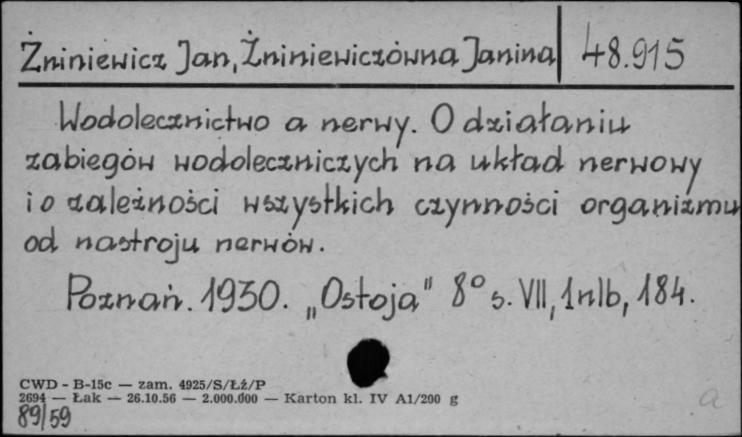 Żniniewicz Jan, Żniniewiczówna Janina 48.915
Wodolecznictwo a nerwy. O działaniu
zabiegów wodoleczniczych na układ nerwowy
i o zależności wszystkich czynności organizmu
od nastroju nerwów.
Poznań. 1930. „Ostoja" 8° s. VII, 1nlb, 184.
CWD - B-15c — zam. 4925/S/Łź/P
2694 — Łak — 26.10.56 — 2.000.000 — Karton kl. IV A1/200 g
89/59
a